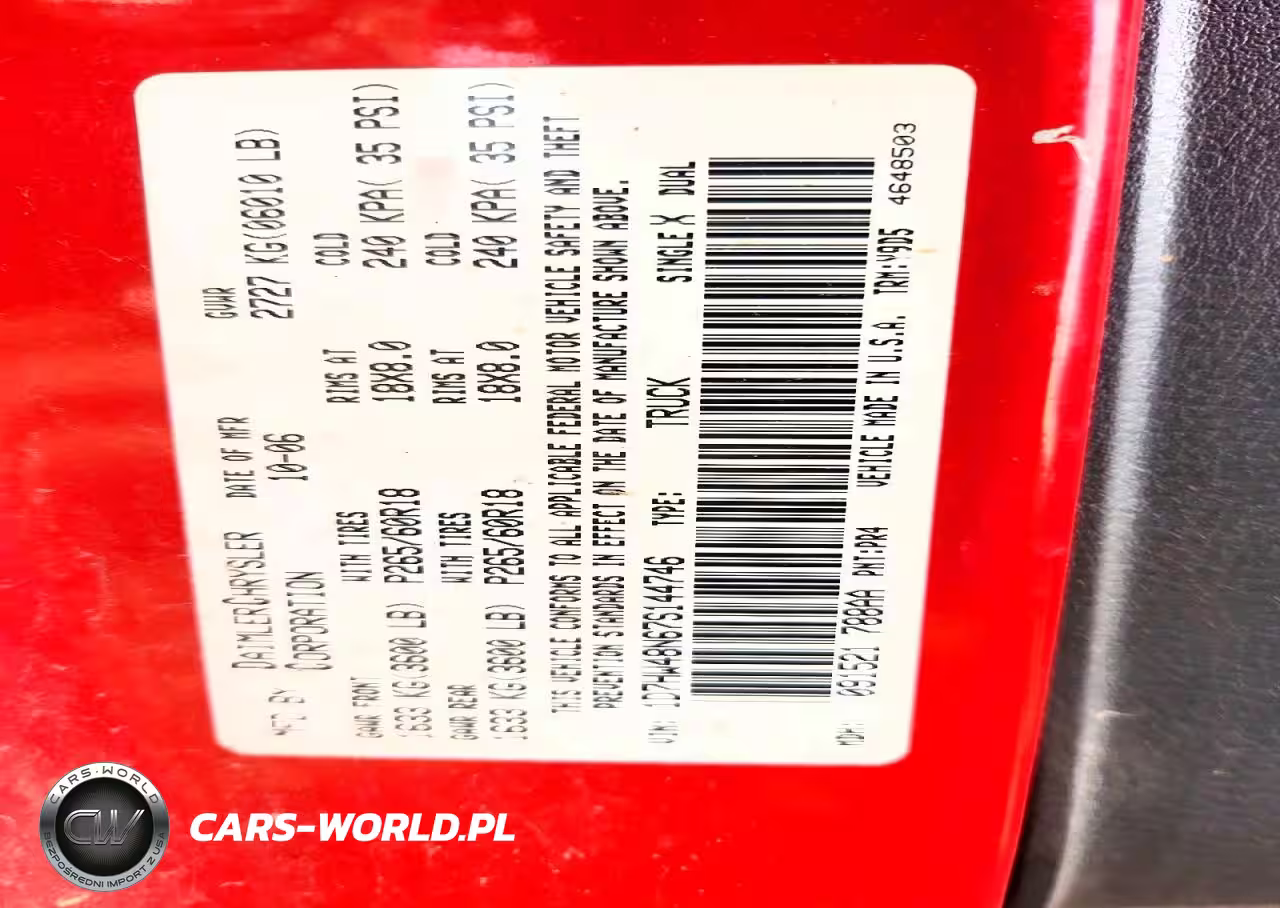 MFD BY DAIMLERCHRYSLER CORPORATION
DATE OF MFR 10-06
GVWR 2727 KG(06010 LB)
GAWR FRONT WITH TIRES RIMS AT COLD
1633 KG(3600 LB) P265/60R18 18X8.0 240 KPA( 35 PSI)
GAWR REAR WITH TIRES RIMS AT COLD
1633 KG(3600 LB) P265/60R18 18X8.0 240 KPA( 35 PSI)
THIS VEHICLE CONFORMS TO ALL APPLICABLE FEDERAL MOTOR VEHICLE SAFETY AND THEFT
PREVENTION STANDARDS IN EFFECT ON THE DATE OF MANUFACTURE SHOWN ABOVE.
VIN: 1D7HW48N67S144746 TYPE: TRUCK SINGLE X DUAL
MDH: 091521 788AA PNT:PR4 VEHICLE MADE IN U.S.A. TRM:Y9D5 4648503
CARS-WORLD
CW
BEZPOŚREDNI IMPORT Z USA
CARS-WORLD.PL